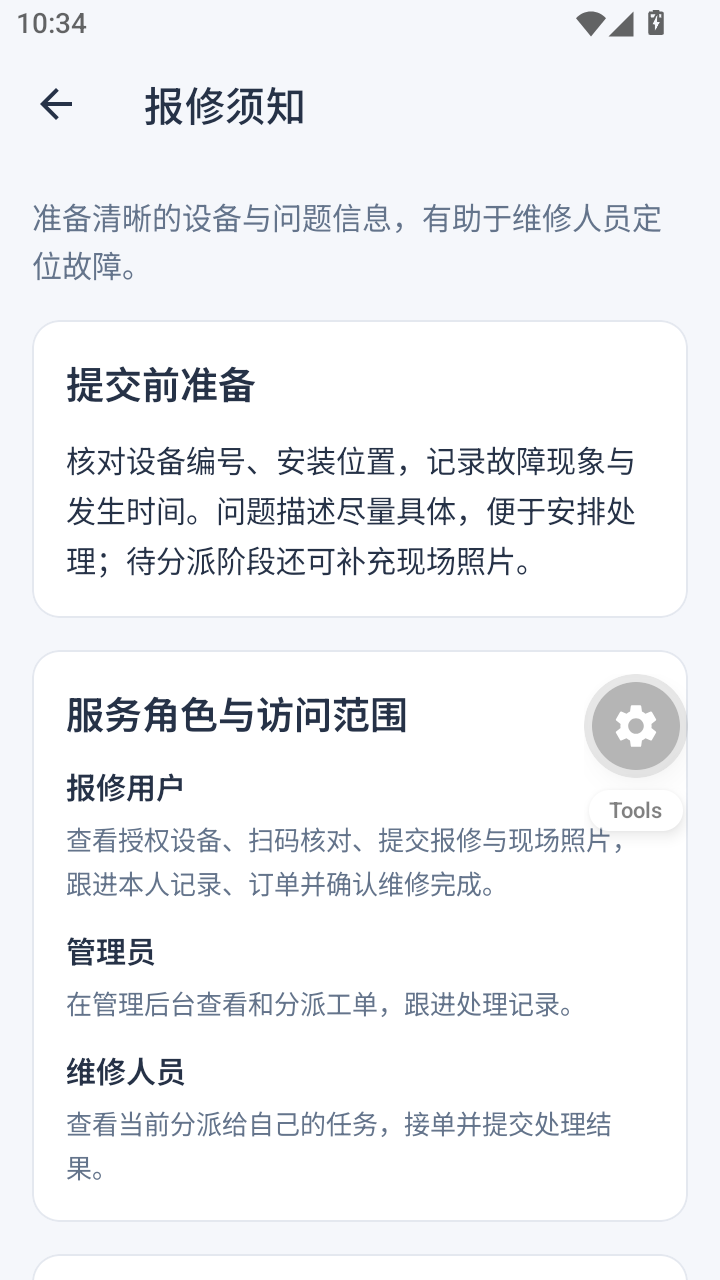 10:34
报修须知
准备清晰的设备与问题信息，有助于维修人员定
位故障。
提交前准备
核对设备编号、安装位置，记录故障现象与
发生时间。问题描述尽量具体，便于安排处
理；待分派阶段还可补充现场照片。
服务角色与访问范围
报修用户
Tools
查看授权设备、扫码核对、提交报修与现场照片，
跟进本人记录、订单并确认维修完成。
管理员
在管理后台查看和分派工单，跟进处理记录。
维修人员
查看当前分派给自己的任务，接单并提交处理结
果。